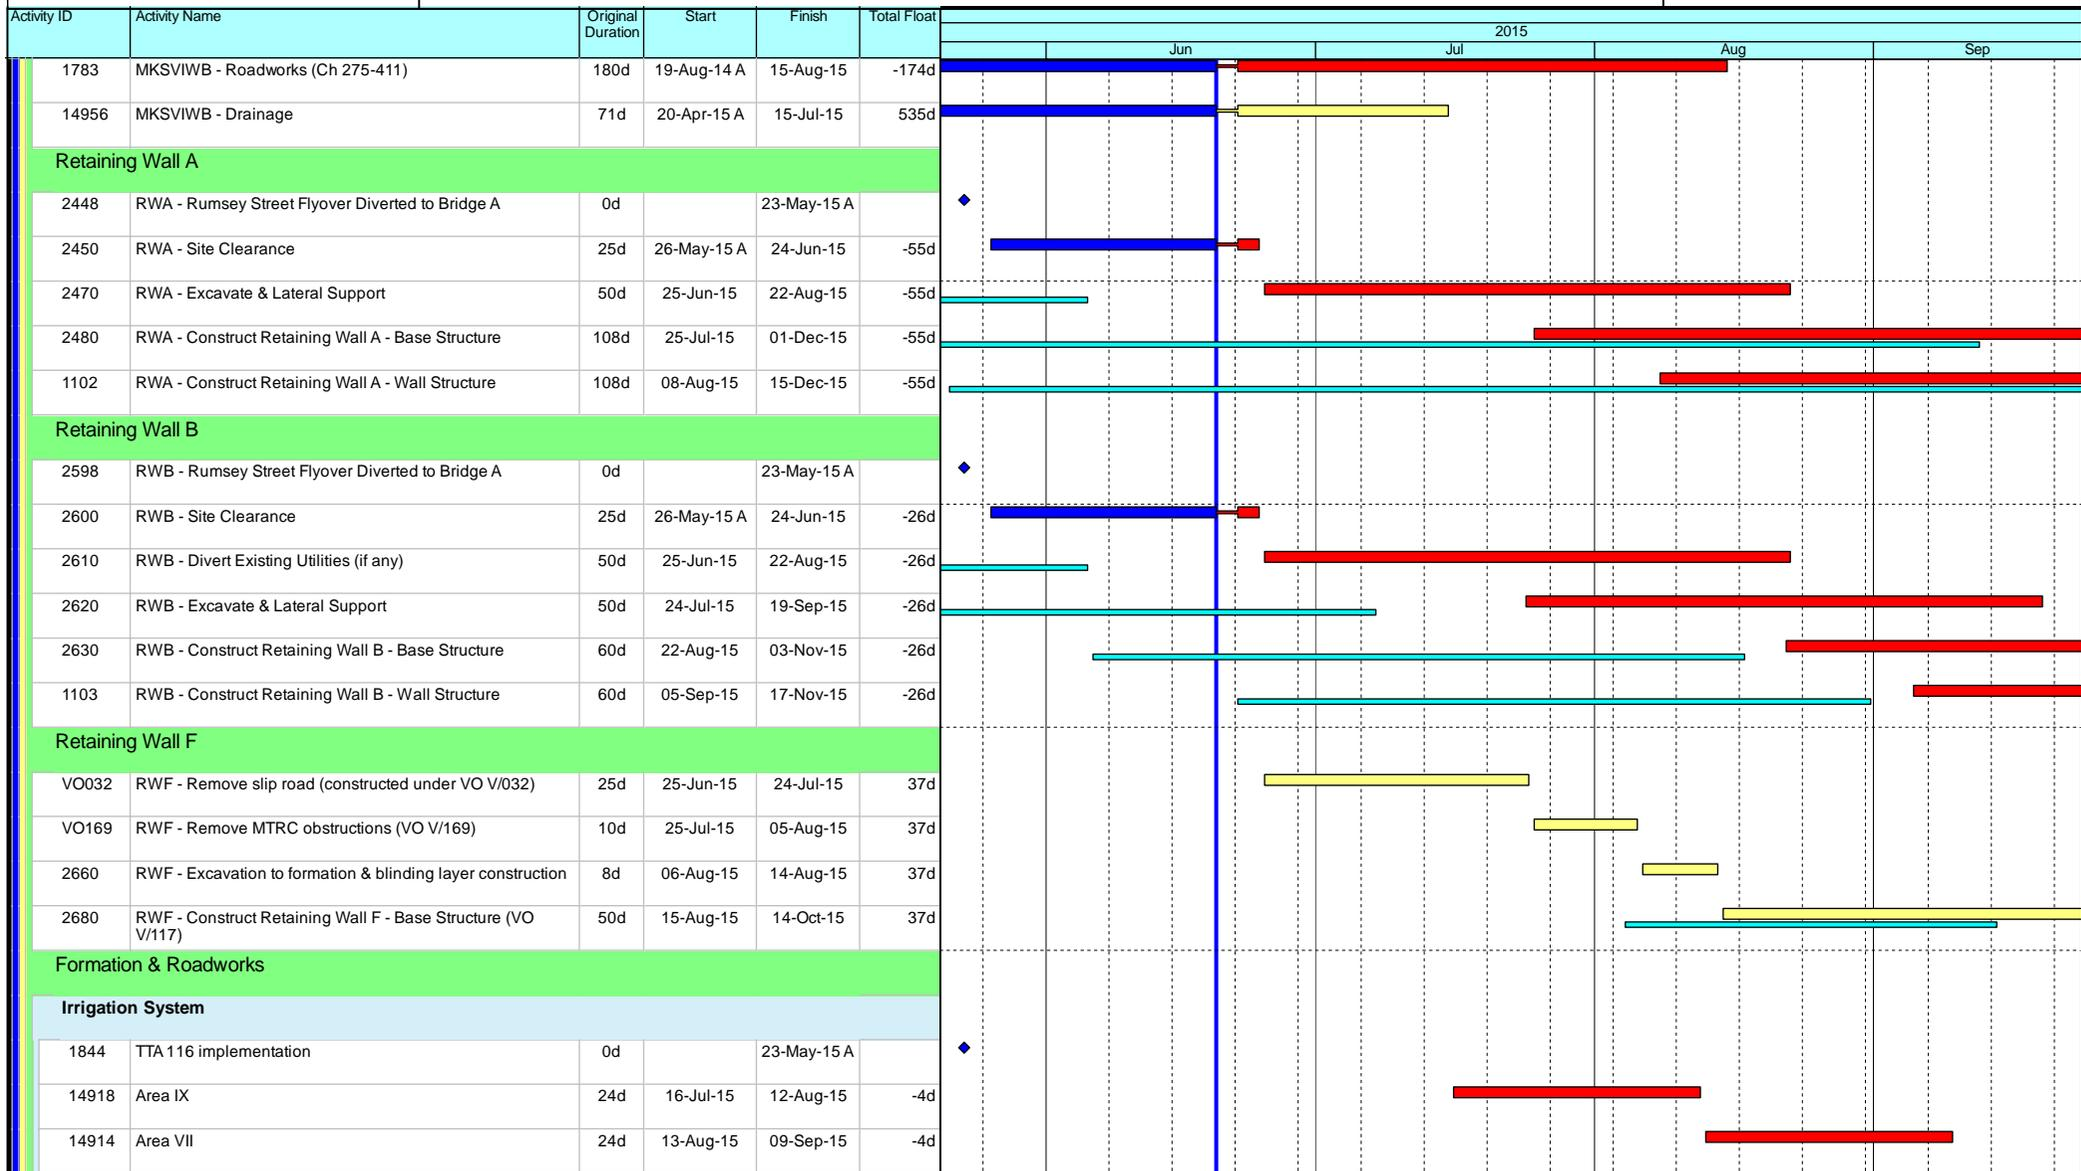 Activity ID Activity Name Original Duration Start Finish Total Float
2015
Jun Jul Aug Sep
1783 MKSVIWB - Roadworks (Ch 275-411) 180d 19-Aug-14 A 15-Aug-15 -174d
14956 MKSVIWB - Drainage 71d 20-Apr-15 A 15-Jul-15 535d
Retaining Wall A
2448 RWA - Rumsey Street Flyover Diverted to Bridge A 0d 23-May-15 A
2450 RWA - Site Clearance 25d 26-May-15 A 24-Jun-15 -55d
2470 RWA - Excavate & Lateral Support 50d 25-Jun-15 22-Aug-15 -55d
2480 RWA - Construct Retaining Wall A - Base Structure 108d 25-Jul-15 01-Dec-15 -55d
1102 RWA - Construct Retaining Wall A - Wall Structure 108d 08-Aug-15 15-Dec-15 -55d
Retaining Wall B
2598 RWB - Rumsey Street Flyover Diverted to Bridge A 0d 23-May-15 A
2600 RWB - Site Clearance 25d 26-May-15 A 24-Jun-15 -26d
2610 RWB - Divert Existing Utilities (if any) 50d 25-Jun-15 22-Aug-15 -26d
2620 RWB - Excavate & Lateral Support 50d 24-Jul-15 19-Sep-15 -26d
2630 RWB - Construct Retaining Wall B - Base Structure 60d 22-Aug-15 03-Nov-15 -26d
1103 RWB - Construct Retaining Wall B - Wall Structure 60d 05-Sep-15 17-Nov-15 -26d
Retaining Wall F
VO032 RWF - Remove slip road (constructed under VO V/032) 25d 25-Jun-15 24-Jul-15 37d
VO169 RWF - Remove MTRC obstructions (VO V/169) 10d 25-Jul-15 05-Aug-15 37d
2660 RWF - Excavation to formation & blinding layer construction 8d 06-Aug-15 14-Aug-15 37d
2680 RWF - Construct Retaining Wall F - Base Structure (VO 50d 15-Aug-15 14-Oct-15 37d
V/117)
Formation & Roadworks
Irrigation System
1844 TTA 116 implementation 0d 23-May-15 A
14918 Area IX 24d 16-Jul-15 12-Aug-15 -4d
14914 Area VII 24d 13-Aug-15 09-Sep-15 -4d